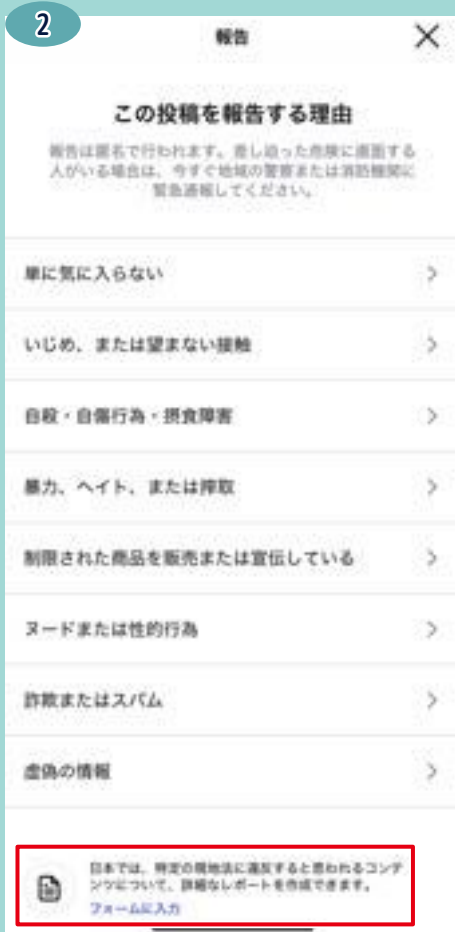 2
報告
この投稿を報告する理由
報告は匿名で行われます。差し迫った危険に直面する
人がいる場合は、今すぐ地域の警察または消防機関に
緊急通報してください。
単に気に入らない
いじめ、または望まない接触
自殺・自傷行為・摂食障害
暴力、ヘイト、または搾取
制限された商品を販売または宣伝している
ヌードまたは性的行為
詐欺またはスパム
虚偽の情報
日本では、特定の現地法に違反すると思われるコンテ
ンツについて、詳細なレポートを作成できます。
フォームに入力